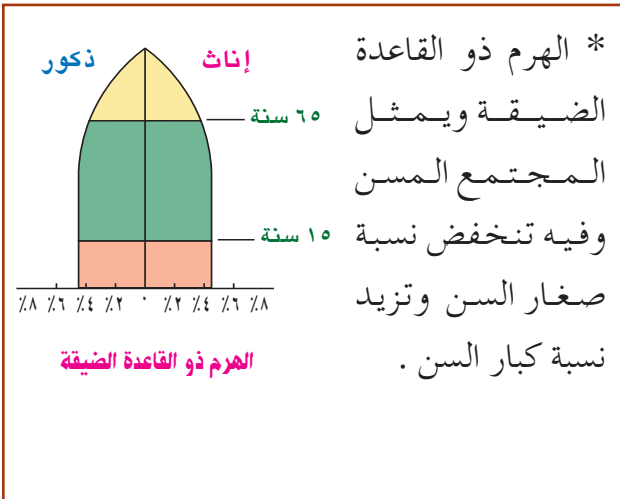 * الهرم ذو القاعدة
الضيقة ويمثل
المجتمع المسن
وفيه تنخفض نسبة
صغار السن وتزيد
نسبة كبار السن .
إناث
ذكور
٦٥ سنة
١٥ سنة
٪٨ ٪٦ ٪٤ ٪٢ ٠ ٪٢ ٪٤ ٪٦ ٪٨
الهرم ذو القاعدة الضيقة